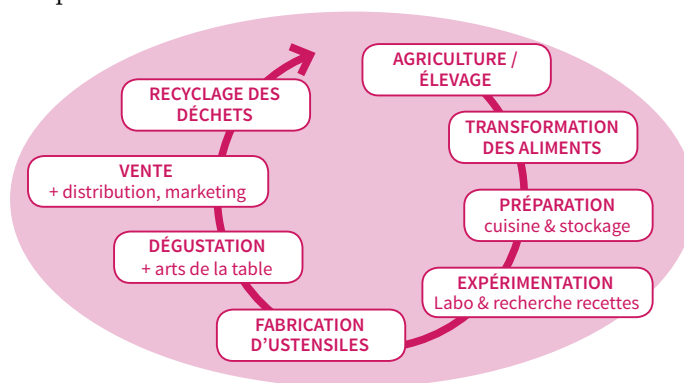 AGRICULTURE /
ÉLEVAGE
TRANSFORMATION
DES ALIMENTS
PRÉPARATION
cuisine & stockage
EXPÉRIMENTATION
Labo & recherche recettes
FABRICATION
D'USTENSILES
DÉGUSTATION
+ arts de la table
VENTE
+ distribution, marketing
RECYCLAGE DES
DÉCHETS